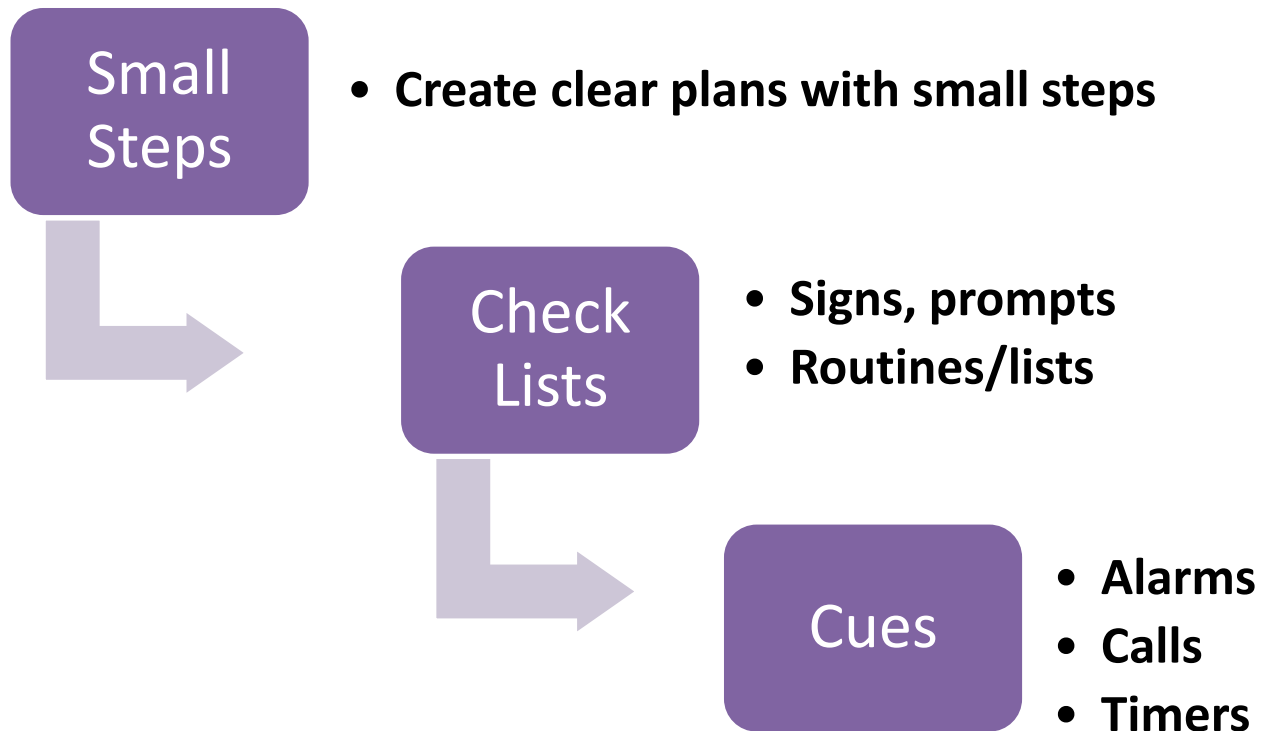 Small
Steps
• Create clear plans with small steps
Check
Lists
• Signs, prompts
• Routines/lists
Cues
• Alarms
• Calls
• Timers